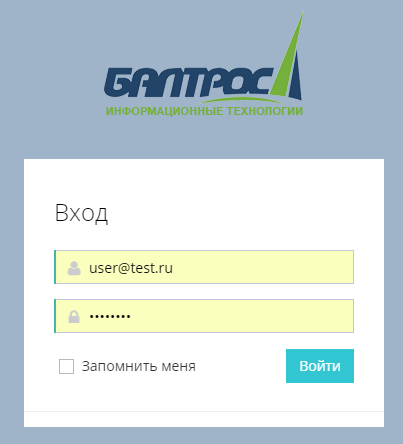 БАЛТРОС
ИНФОРМАЦИОННЫЕ ТЕХНОЛОГИИ
Вход
user@test.ru
••••••••
Запомнить меня
Войти